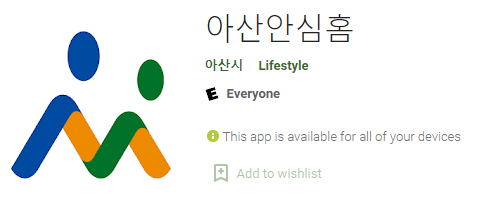 아산안심홈
아산시 Lifestyle
E Everyone
This app is available for all of your devices
Add to wishlist